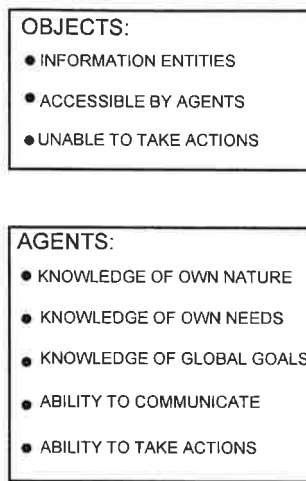 OBJECTS:
● INFORMATION ENTITIES
● ACCESSIBLE BY AGENTS
● UNABLE TO TAKE ACTIONS
AGENTS:
● KNOWLEDGE OF OWN NATURE
● KNOWLEDGE OF OWN NEEDS
● KNOWLEDGE OF GLOBAL GOALS
● ABILITY TO COMMUNICATE
● ABILITY TO TAKE ACTIONS